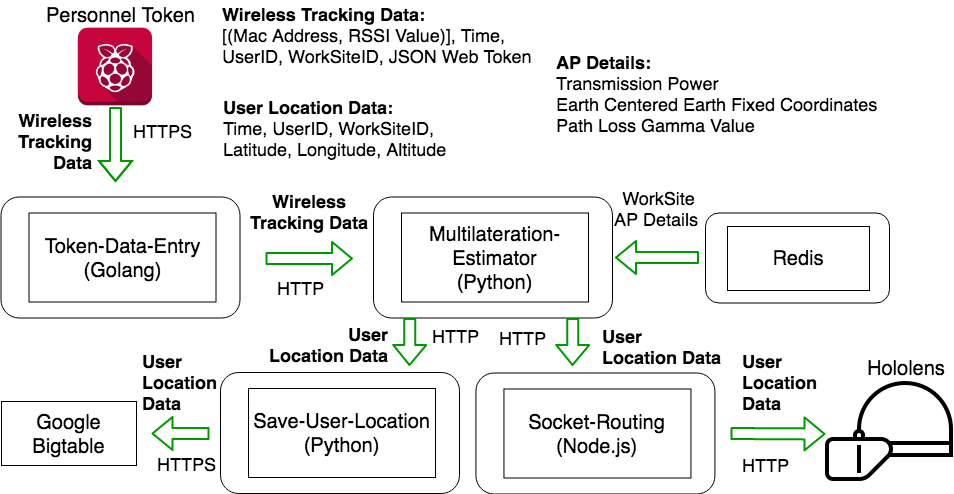 Personnel Token
Wireless Tracking Data:
[(Mac Address, RSSI Value)], Time,
UserID, WorkSiteID, JSON Web Token
AP Details:
Transmission Power
Earth Centered Earth Fixed Coordinates
Path Loss Gamma Value
User Location Data:
Time, UserID, WorkSiteID,
Latitude, Longitude, Altitude
Wireless
Tracking
Data
HTTPS
Token-Data-Entry
(Golang)
Wireless
Tracking Data
HTTP
Multilateration-
Estimator
(Python)
WorkSite
AP Details
Redis
User
Location Data
HTTP
HTTP
User
Location Data
User
Location
Data
HTTPS
Google
Bigtable
Save-User-Location
(Python)
Socket-Routing
(Node.js)
User
Location
Data
HTTP
Hololens